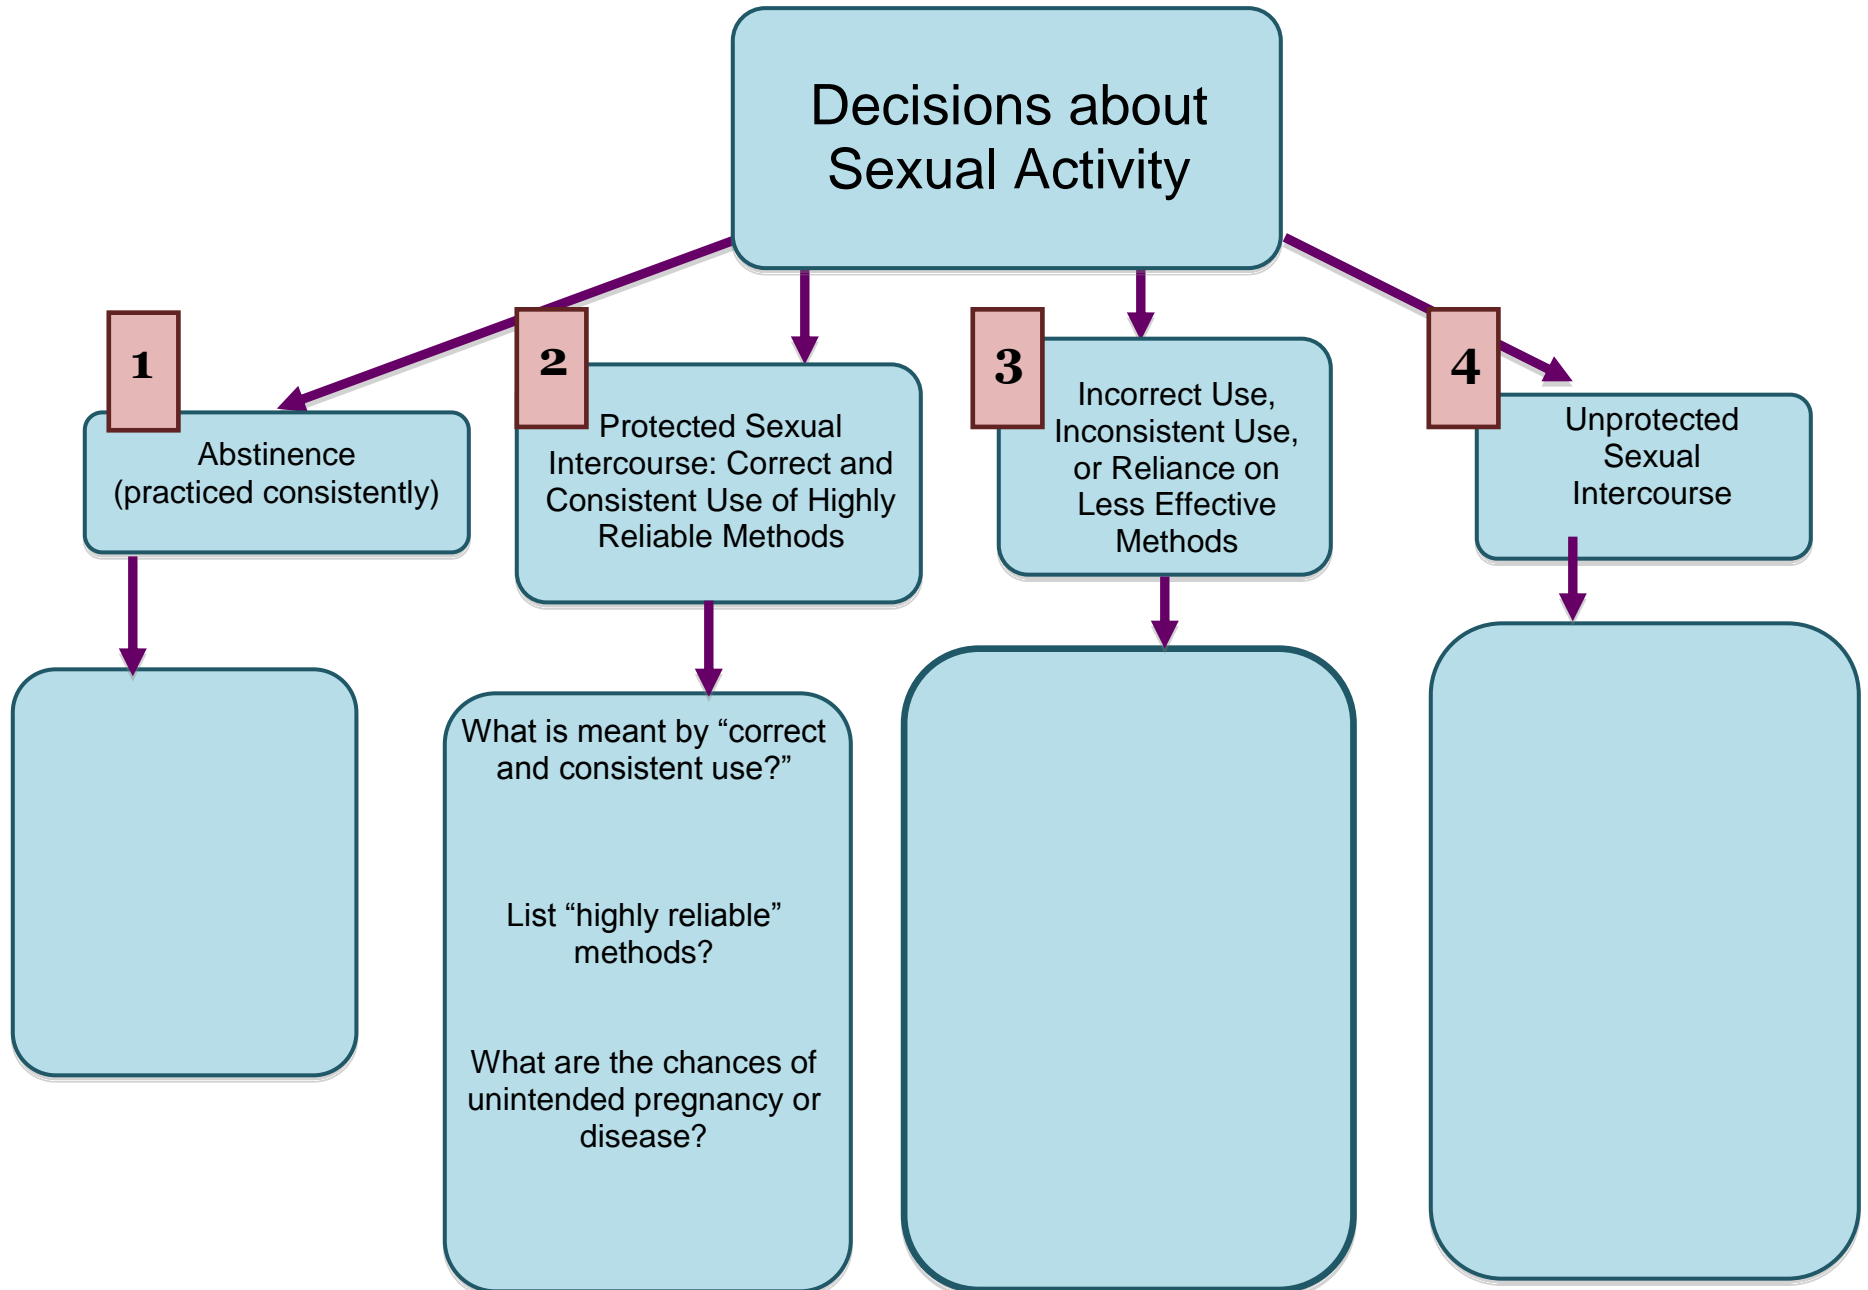 Decisions about
Sexual Activity
1
Abstinence
(practiced consistently)
2
Protected Sexual
Intercourse: Correct and
Consistent Use of Highly
Reliable Methods
3
Incorrect Use,
Inconsistent Use,
or Reliance on
Less Effective
Methods
4
Unprotected
Sexual
Intercourse
What is meant by “correct
and consistent use?”
List “highly reliable”
methods?
What are the chances of
unintended pregnancy or
disease?